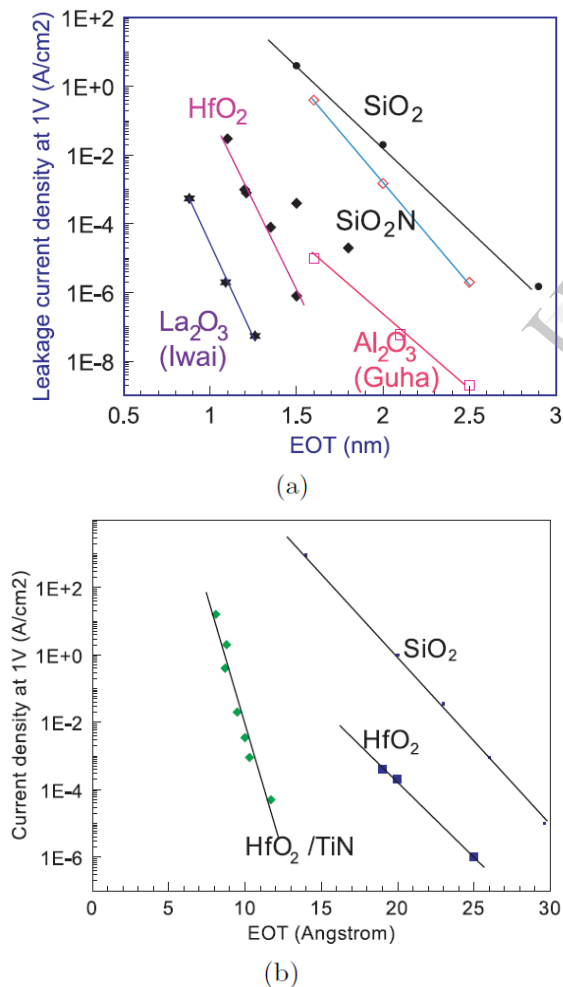 1E+2
1E+0
1E-2
1E-4
1E-6
1E-8
Leakage current density at 1V (A/cm2)
HfO₂
SiO₂
SiO₂N
La₂O₃
(Iwai)
Al₂O₃
(Guha)
0.5 1 1.5 2 2.5 3
EOT (nm)
(a)
1E+2
1E+0
1E-2
1E-4
1E-6
Current density at 1V (A/cm2)
SiO₂
HfO₂
HfO₂ /TiN
0 5 10 15 20 25 30
EOT (Angstrom)
(b)